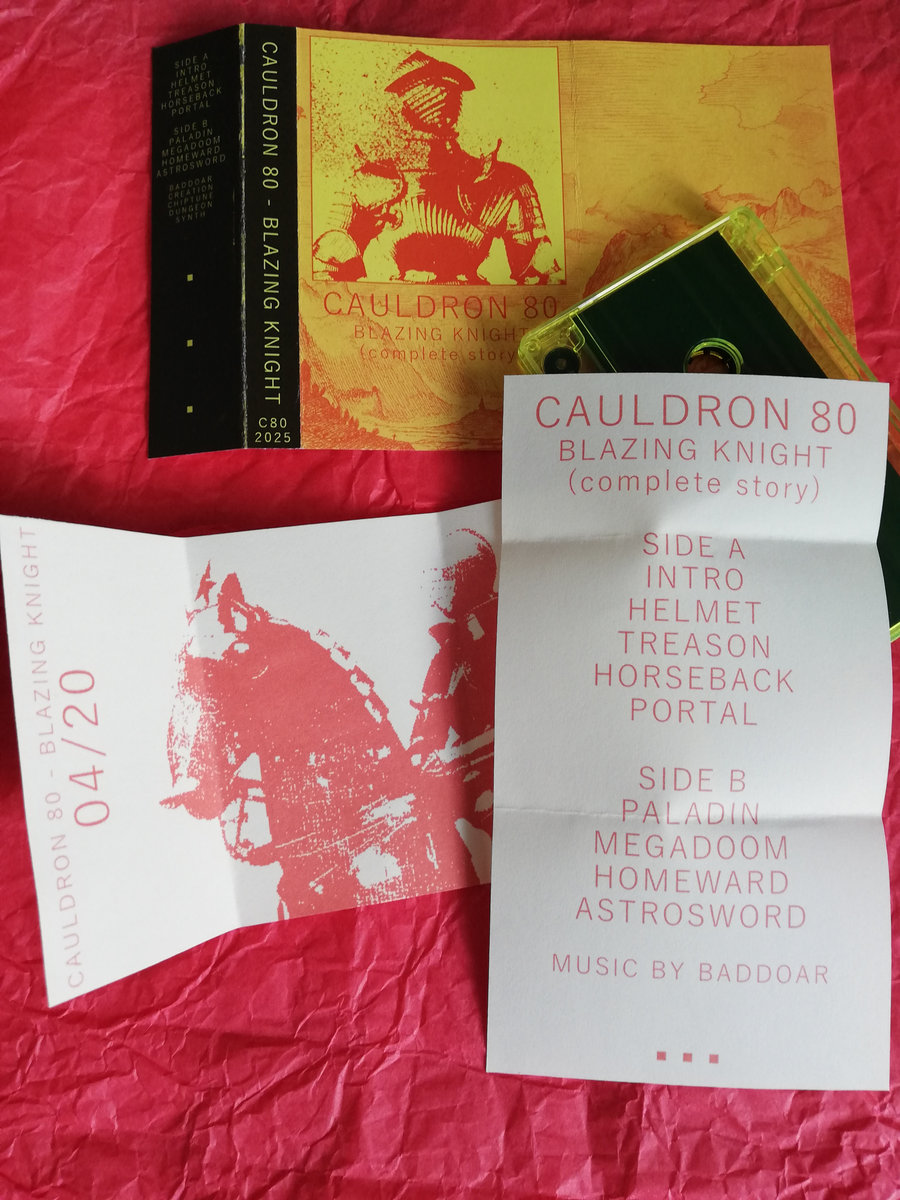 SIDE A
INTRO
HELMET
TREASON
HORSEBACK
PORTAL
SIDE B
PALADIN
MEGADOOM
HOMEWARD
ASTROSWORD
BADDOAR
CREATION
CHIPTUNE
DUNGEON
SYNTH
CAULDRON 80 - BLAZING KNIGHT
C80
2025
CAULDRON 80
BLAZING KNIGHT
(complete story)
CAULDRON 80 - BLAZING KNIGHT
04/20
CAULDRON 80
BLAZING KNIGHT
(complete story)
SIDE A
INTRO
HELMET
TREASON
HORSEBACK
PORTAL
SIDE B
PALADIN
MEGADOOM
HOMEWARD
ASTROSWORD
MUSIC BY BADDOAR